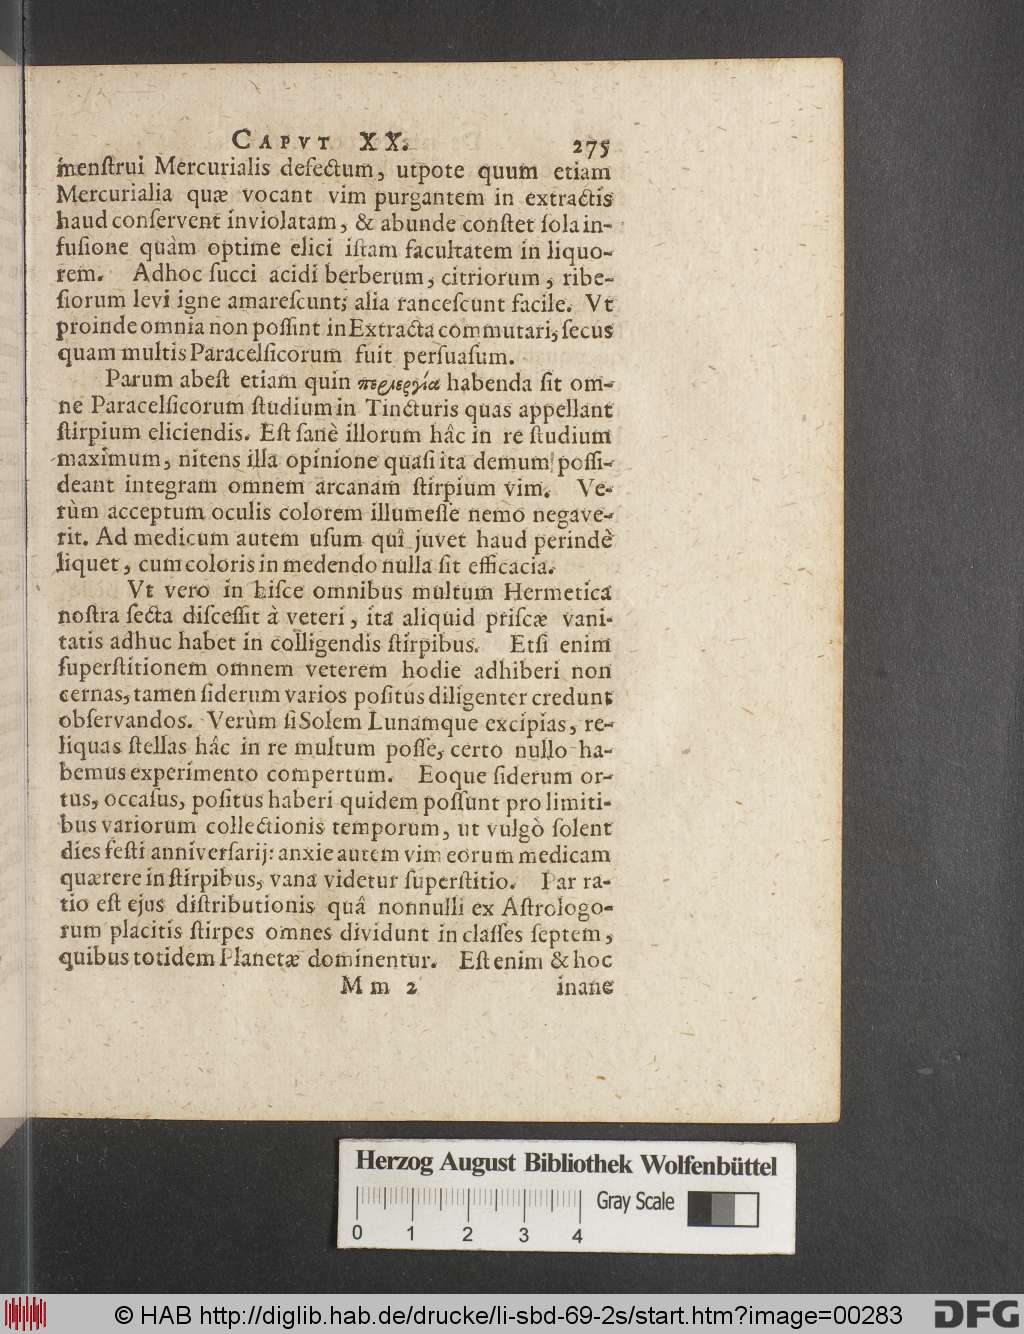 CAPVT XX. 275
menſtrui Mercurialis defectum, utpote quum etiam
Mercurialia quæ vocant vim purgantem in extractis
haud conſervent inviolatam, & abunde conſtet ſola in-
fuſione quàm optime elici iſtam facultatem in liquo-
rem. Adhoc ſucci acidi berberum, citriorum, ribe-
ſiorum levi igne amareſcunt; alia ranceſcunt facile. Vt
proinde omnia non poſſint in Extracta commutari, ſecus
quam multis Paracelſicorum fuit perſuaſum.
Parum abeſt etiam quin περιεργία habenda ſit om-
ne Paracelſicorum ſtudium in Tincturis quas appellant
ſtirpium eliciendis. Eſt ſanè illorum hâc in re ſtudium
maximum, nitens illa opinione quaſi ita demum poſſi-
deant integram omnem arcanam ſtirpium vim. Ve-
rùm acceptum oculis colorem illum eſſe nemo negave-
rit. Ad medicum autem uſum quî juvet haud perindè
liquet, cum coloris in medendo nulla ſit efficacia.
Vt vero in hiſce omnibus multum Hermetica
noſtra ſecta diſceſſit à veteri, ita aliquid priſcæ vani-
tatis adhuc habet in colligendis ſtirpibus. Etſi enim
ſuperſtitionem omnem veterem hodie adhiberi non
cernas, tamen ſiderum varios poſitus diligenter credunt
obſervandos. Verùm ſi Solem Lunamque excipias, re-
liquas ſtellas hâc in re multum poſſe, certo nullo ha-
bemus experimento compertum. Eoque ſiderum or-
tus, occaſus, poſitus haberi quidem poſſunt pro limiti-
bus variorum collectionis temporum, ut vulgò ſolent
dies feſti anniverſarij: anxie autem vim eorum medicam
quærere in ſtirpibus, vana videtur ſuperſtitio. Par ra-
tio eſt ejus diſtributionis quâ nonnulli ex Aſtrologo-
rum placitis ſtirpes omnes dividunt in claſſes ſeptem,
quibus totidem Planetæ dominentur. Eſt enim & hoc
Mm 2 inane
Herzog August Bibliothek Wolfenbüttel
Gray Scale
0 1 2 3 4
© HAB http://diglib.hab.de/drucke/li-sbd-69-2s/start.htm?image=00283 DFG